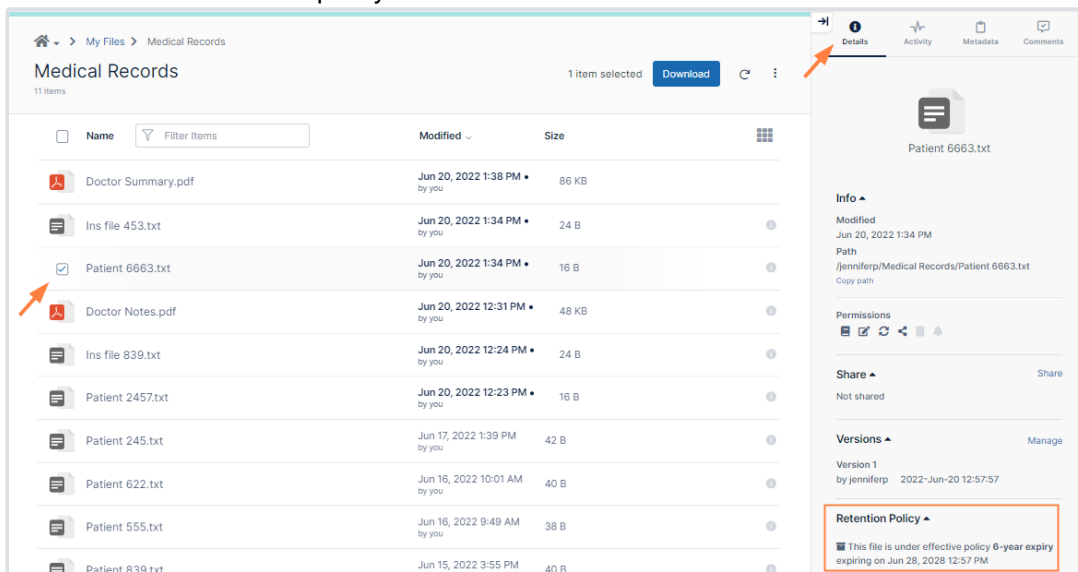 My Files > Medical Records
Medical Records
11 items
1 item selected Download
Name Filter Items Modified Size
Doctor Summary.pdf Jun 20, 2022 1:38 PM • 86 KB
by you
Ins file 453.txt Jun 20, 2022 1:34 PM • 24 B
by you
Patient 6663.txt Jun 20, 2022 1:34 PM • 16 B
by you
Doctor Notes.pdf Jun 20, 2022 12:31 PM • 48 KB
by you
Ins file 839.txt Jun 20, 2022 12:24 PM • 24 B
by you
Patient 2457.txt Jun 20, 2022 12:23 PM • 16 B
by you
Patient 245.txt Jun 17, 2022 1:39 PM 42 B
by you
Patient 622.txt Jun 16, 2022 10:01 AM 40 B
by you
Patient 555.txt Jun 16, 2022 9:49 AM 38 B
by you
Patient 839.txt Jun 15, 2022 3:55 PM 40 B
Details Activity Metadata Comments
Patient 6663.txt
Info
Modified
Jun 20, 2022 1:34 PM
Path
/jenniferp/Medical Records/Patient 6663.txt
Copy path
Permissions
Share Share
Not shared
Versions Manage
Version 1
by jenniferp 2022-Jun-20 12:57:57
Retention Policy
This file is under effective policy 6-year expiry
expiring on Jun 28, 2028 12:57 PM